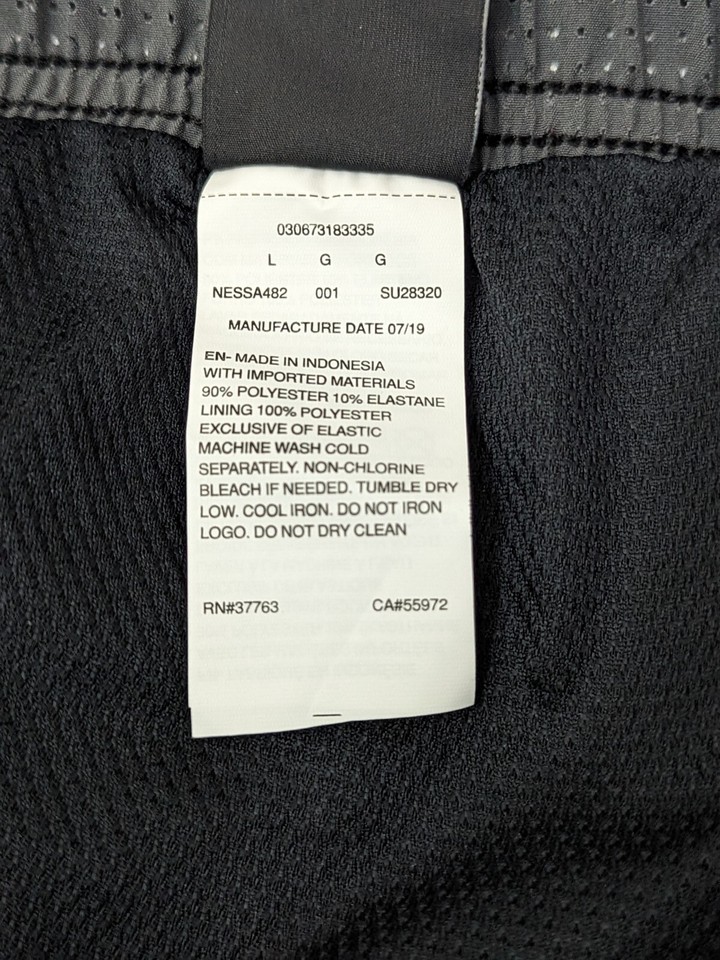 030673183335
L G G
NESSA482 001 SU28320
MANUFACTURE DATE 07/19
EN- MADE IN INDONESIA
WITH IMPORTED MATERIALS
90% POLYESTER 10% ELASTANE
LINING 100% POLYESTER
EXCLUSIVE OF ELASTIC
MACHINE WASH COLD
SEPARATELY. NON-CHLORINE
BLEACH IF NEEDED. TUMBLE DRY
LOW. COOL IRON. DO NOT IRON
LOGO. DO NOT DRY CLEAN
RN#37763 CA#55972